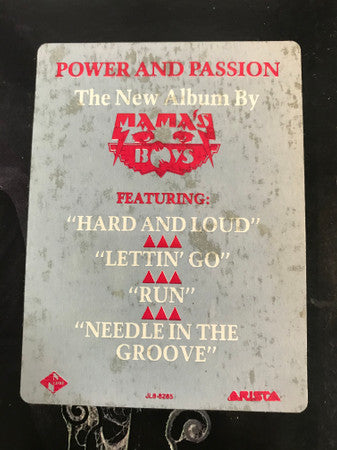 POWER AND PASSION
The New Album By
MAMA'S
BOYS
FEATURING:
"HARD AND LOUD"
"LETTIN' GO"
"RUN"
"NEEDLE IN THE
GROOVE"
JL8-8285
ARISTA